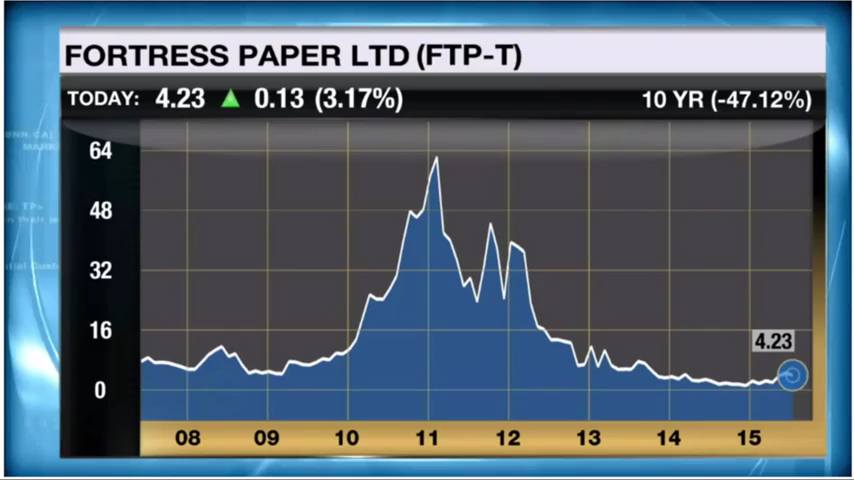 FORTRESS PAPER LTD (FTP-T)
TODAY: 4.23 ▲ 0.13 (3.17%) 10 YR (-47.12%)
64
48
32
16
0
4.23
08 09 10 11 12 13 14 15